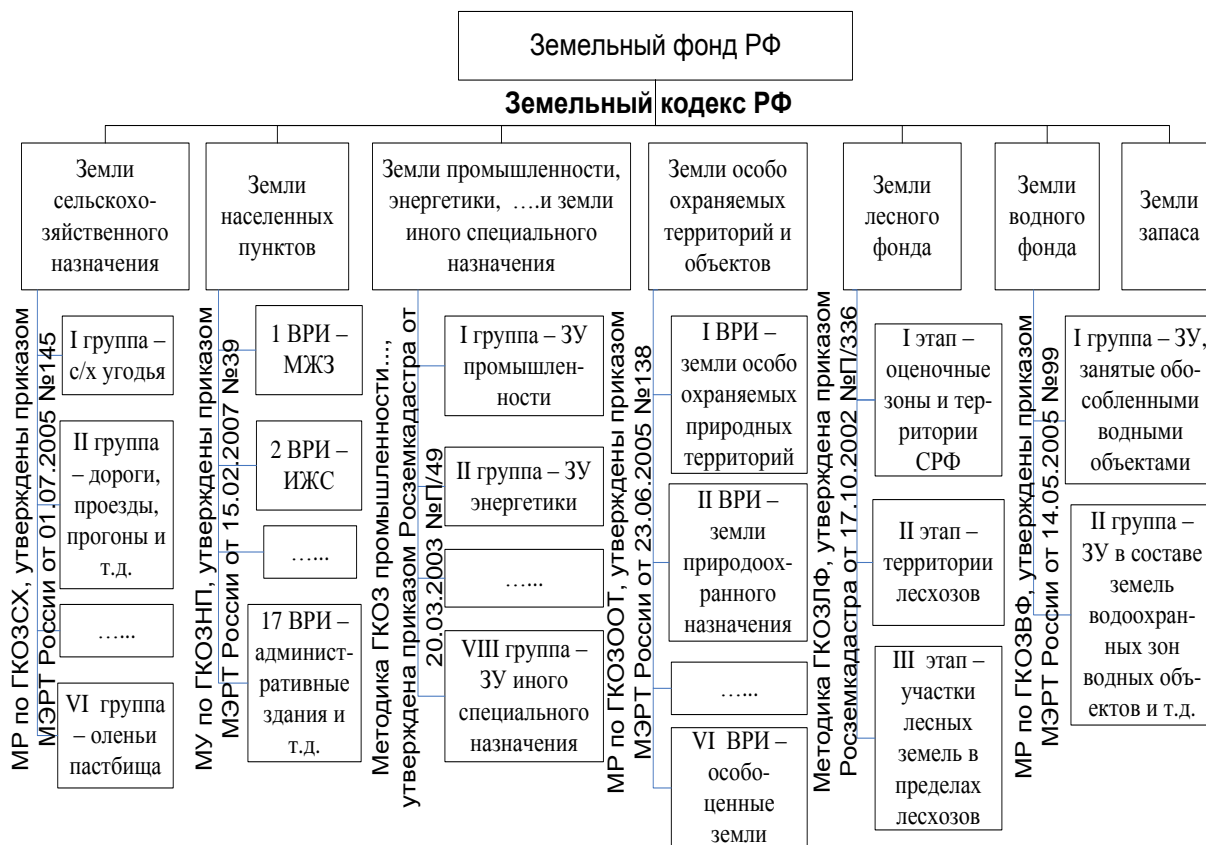 Земельный фонд РФ
Земельный кодекс РФ
Земли
сельскохо-
зяйственного
назначения
МР по ГКОЗСХ, утверждены приказом
МЭРТ России от 01.07.2005 №145
I группа –
с/х угодья
II группа
– дороги,
проезды,
прогоны и
т.д.
…...
VI группа
– оленьи
пастбища
Земли
населенных
пунктов
МУ по ГКОЗНП, утверждены приказом
МЭРТ России от 15.02.2007 №39
1 ВРИ –
МЖЗ
2 ВРИ –
ИЖС
…...
17 ВРИ –
админист-
ративные
здания и
т.д.
Земли промышленности,
энергетики, ….и земли
иного специального
назначения
Методика ГКОЗ промышленности…,
утверждена приказом Росземкадастра от
20.03.2003 №П/49
I группа – ЗУ
промышлен-
ности
II группа – ЗУ
энергетики
…...
VIII группа –
ЗУ иного
специального
назначения
Земли особо
охраняемых
территорий и
объектов
МР по ГКОЗООТ, утверждены приказом
МЭРТ России от 23.06.2005 №138
I ВРИ –
земли особо
охраняемых
природных
территорий
II ВРИ –
земли
природоох-
ранного
назначения
…...
VI ВРИ –
особо-
ценные
земли
Земли
лесного
фонда
Методика ГКОЗЛФ, утверждена приказом
Росземкадастра от 17.10.2002 №П/336
I этап –
оценочные
зоны и тер-
ритории
СРФ
II этап –
территории
лесхозов
III этап –
участки
лесных
земель в
пределах
лесхозов
Земли
водного
фонда
МР по ГКОЗВФ, утверждены приказом
МЭРТ России от 14.05.2005 №99
I группа – ЗУ,
занятые обо-
собленными
водными
объектами
II группа –
ЗУ в составе
земель
водоохран-
ных зон
водных объ-
ектов и т.д.
Земли
запаса